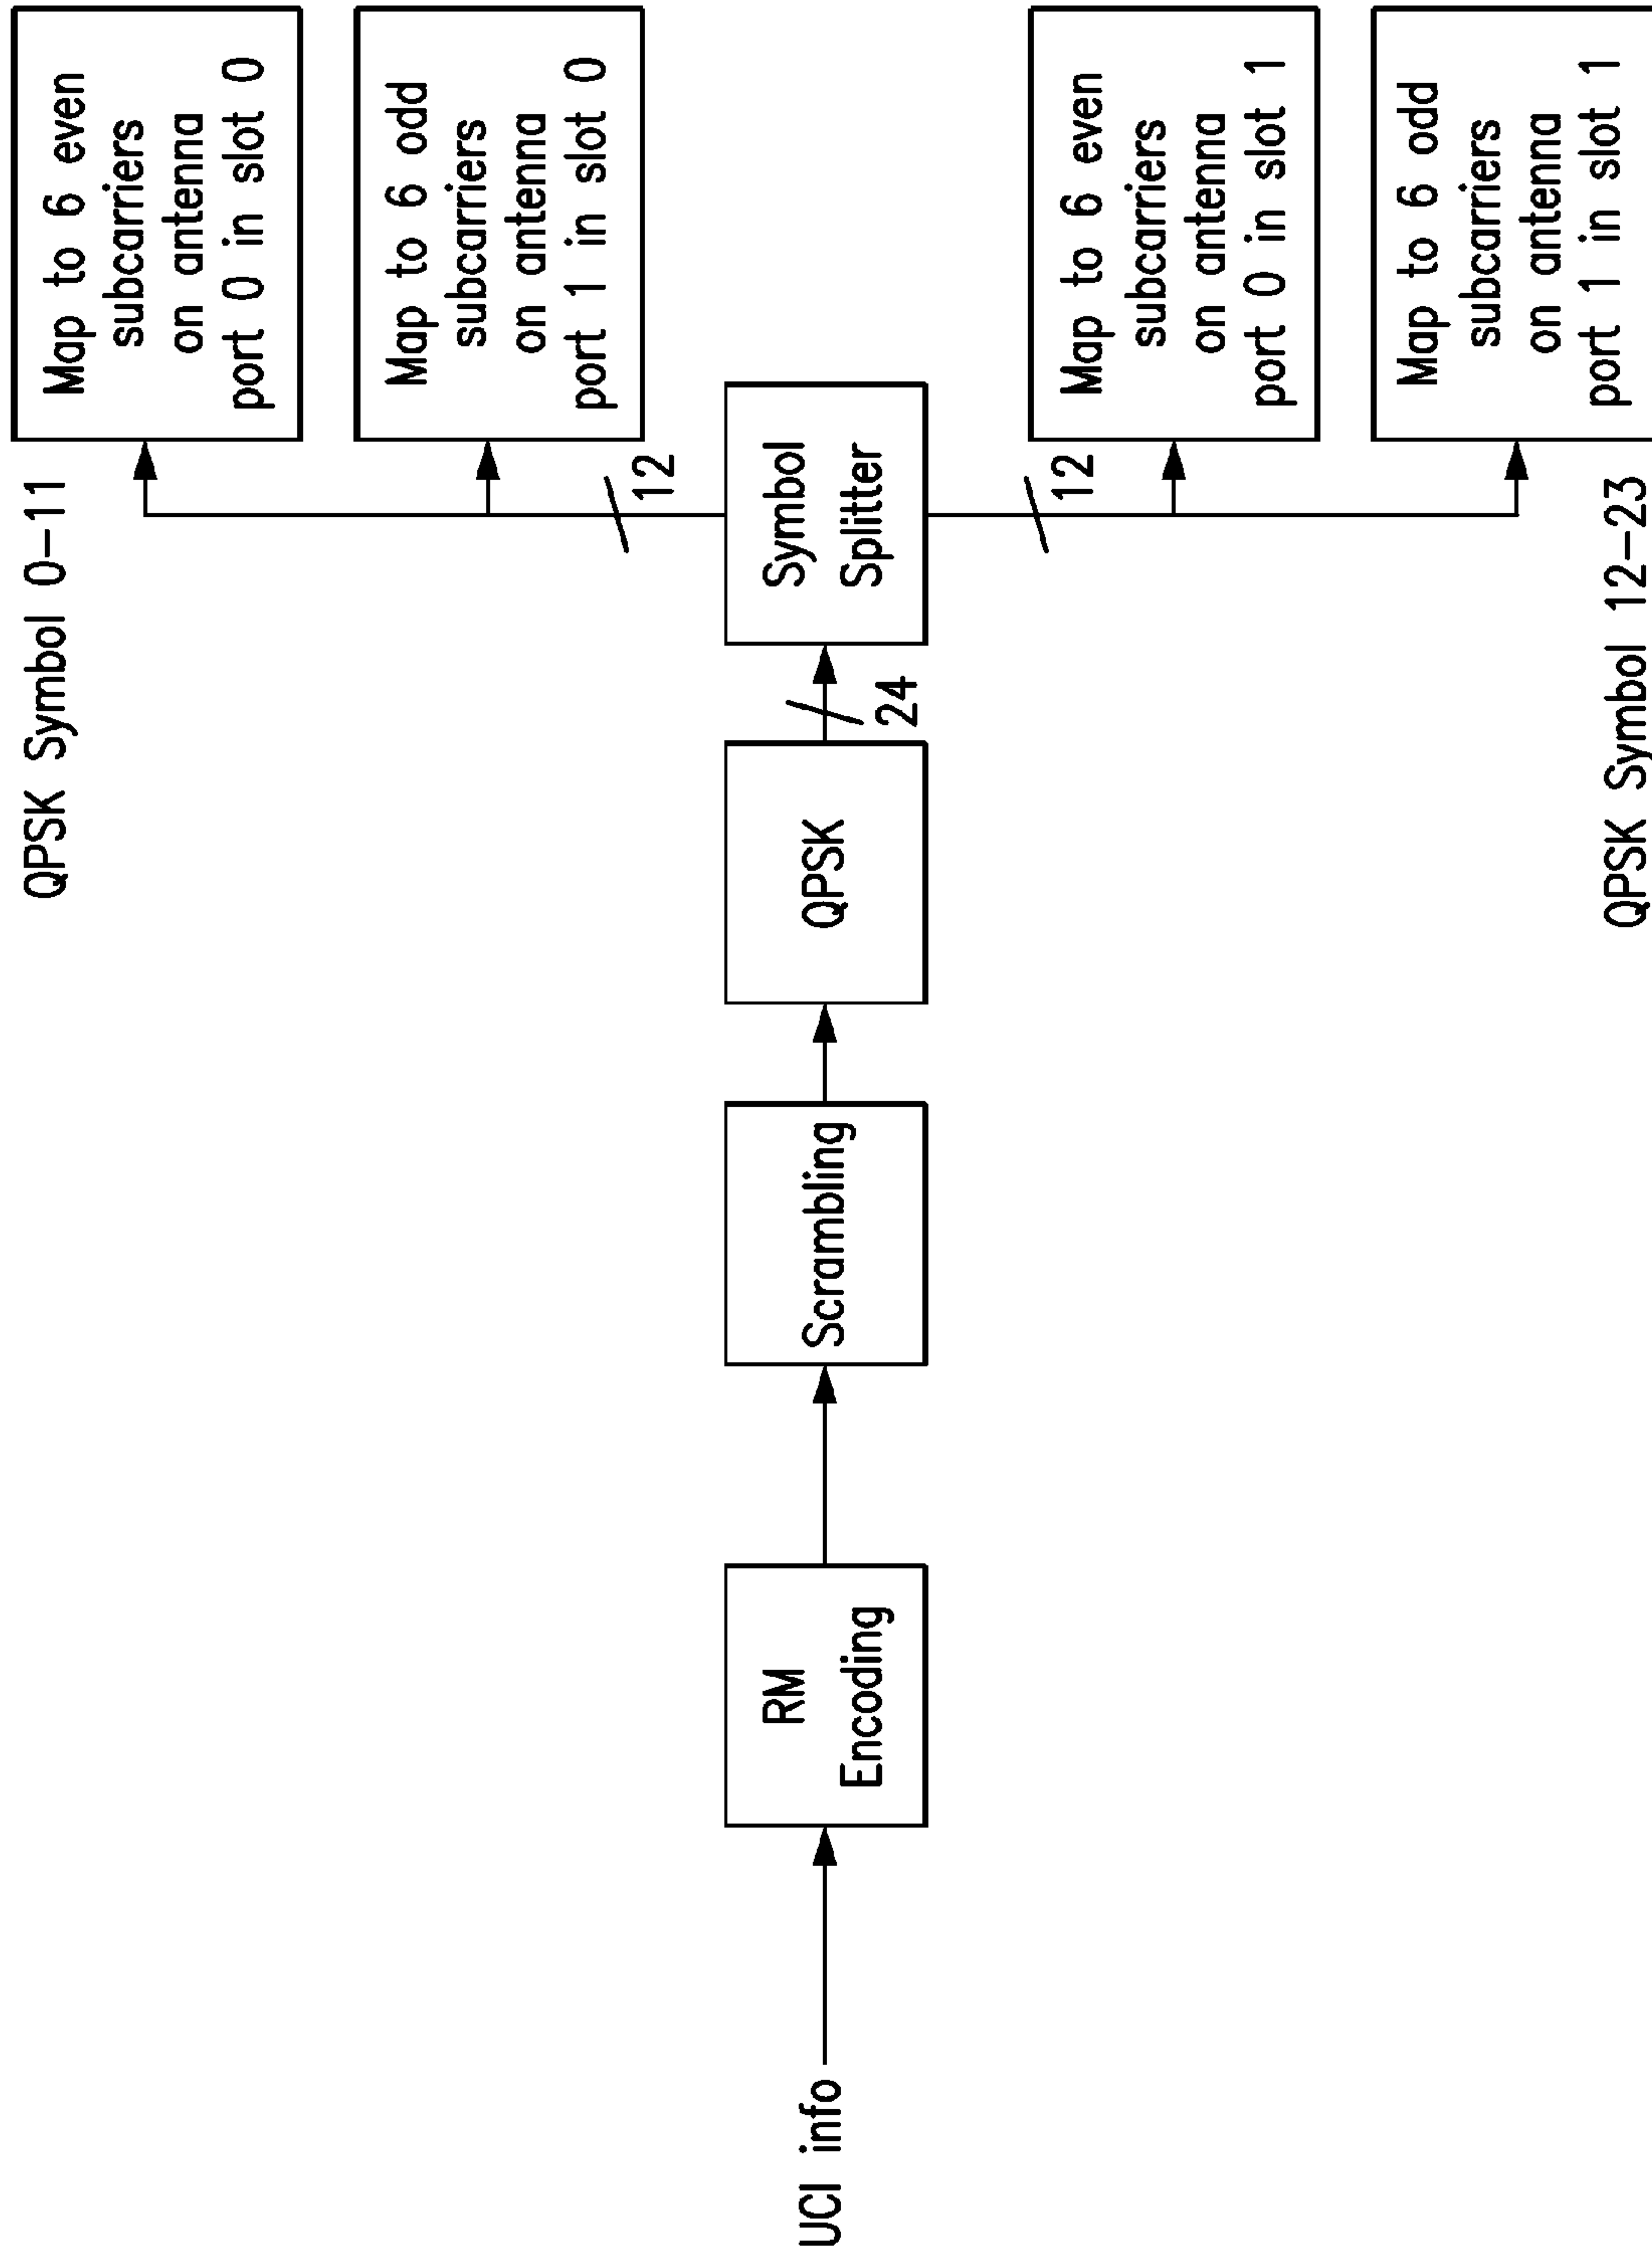 UCI info
RM
Encoding
Scrambling
QPSK
24
Symbol
Splitter
QPSK Symbol 0-11
12
Map to 6 even
subcarriers
on antenna
port 0 in slot 0
Map to 6 odd
subcarriers
on antenna
port 1 in slot 0
12
Map to 6 even
subcarriers
on antenna
port 0 in slot 1
Map to 6 odd
subcarriers
on antenna
port 1 in slot 1
QPSK Symbol 12-23